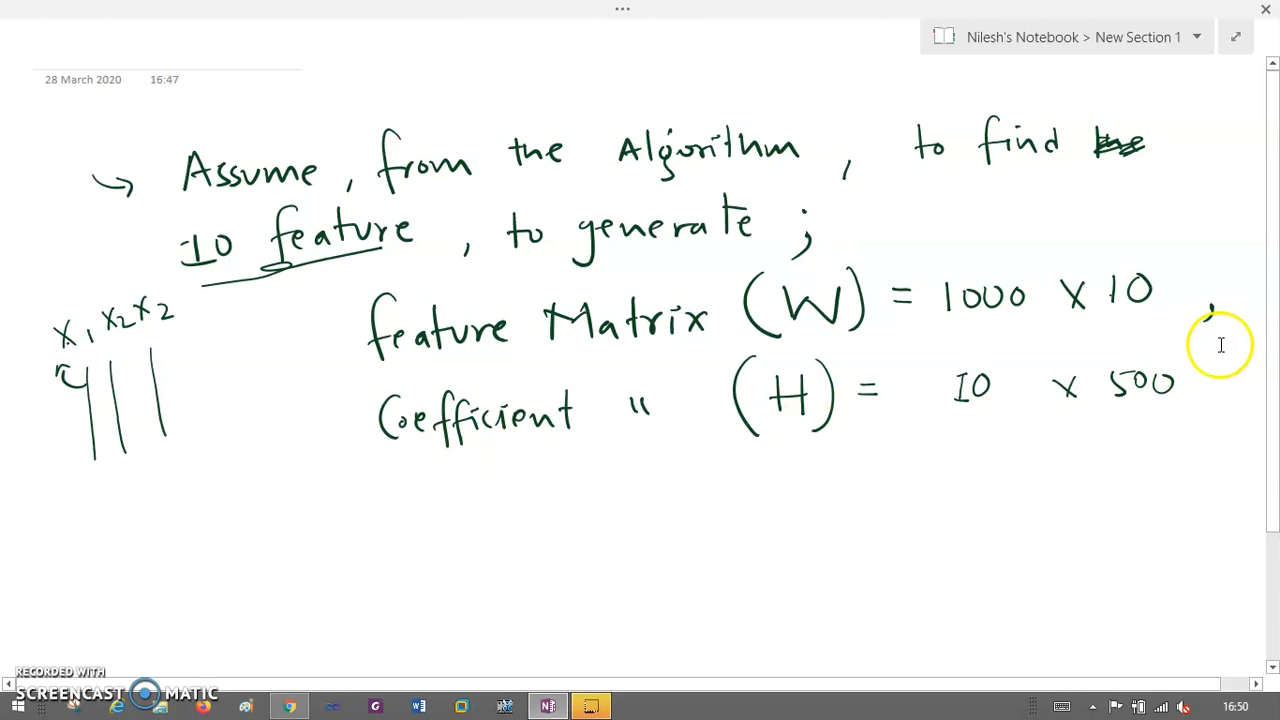 Nilesh's Notebook > New Section 1
28 March 2020 16:47
Assume, from the Algorithm, to find
10 feature, to generate ;
feature Matrix (W) = 1000 X 10 ,
X1 X2 X2
Coefficient " (H) = 10 x 500
RECORDED WITH
SCREENCAST MATIC
16:50